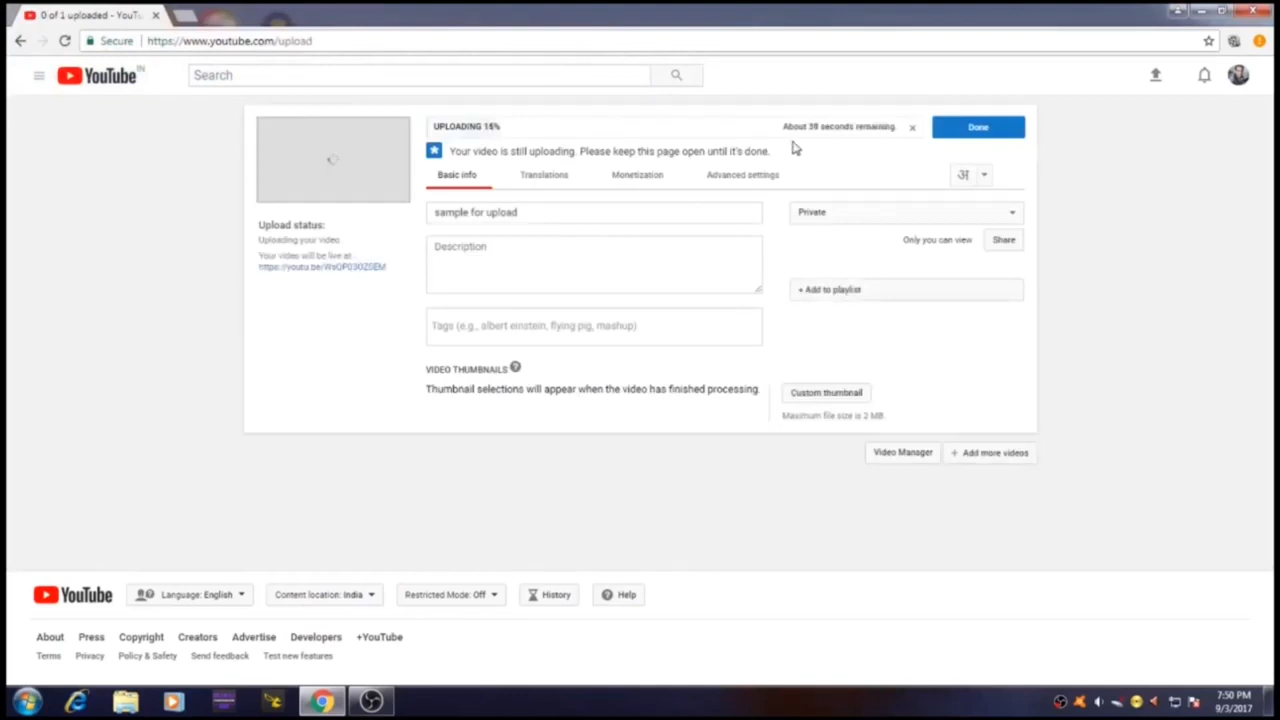 0 of 1 uploaded - YouTu
Secure https://www.youtube.com/upload
YouTube IN
Search
UPLOADING 15% About 38 seconds remaining. Done
Your video is still uploading. Please keep this page open until it's done.
Basic info Translations Monetization Advanced settings अ
sample for upload Private
Upload status:
Uploading your video.
Your video will be live at:
Description Only you can view Share
+ Add to playlist
Tags (e.g., albert einstein, flying pig, mashup)
VIDEO THUMBNAILS ?
Thumbnail selections will appear when the video has finished processing. Custom thumbnail
Maximum file size is 2 MB.
Video Manager + Add more videos
YouTube Language: English Content location: India Restricted Mode: Off History Help
About Press Copyright Creators Advertise Developers +YouTube
Terms Privacy Policy & Safety Send feedback Test new features
7:50 PM
9/3/2017